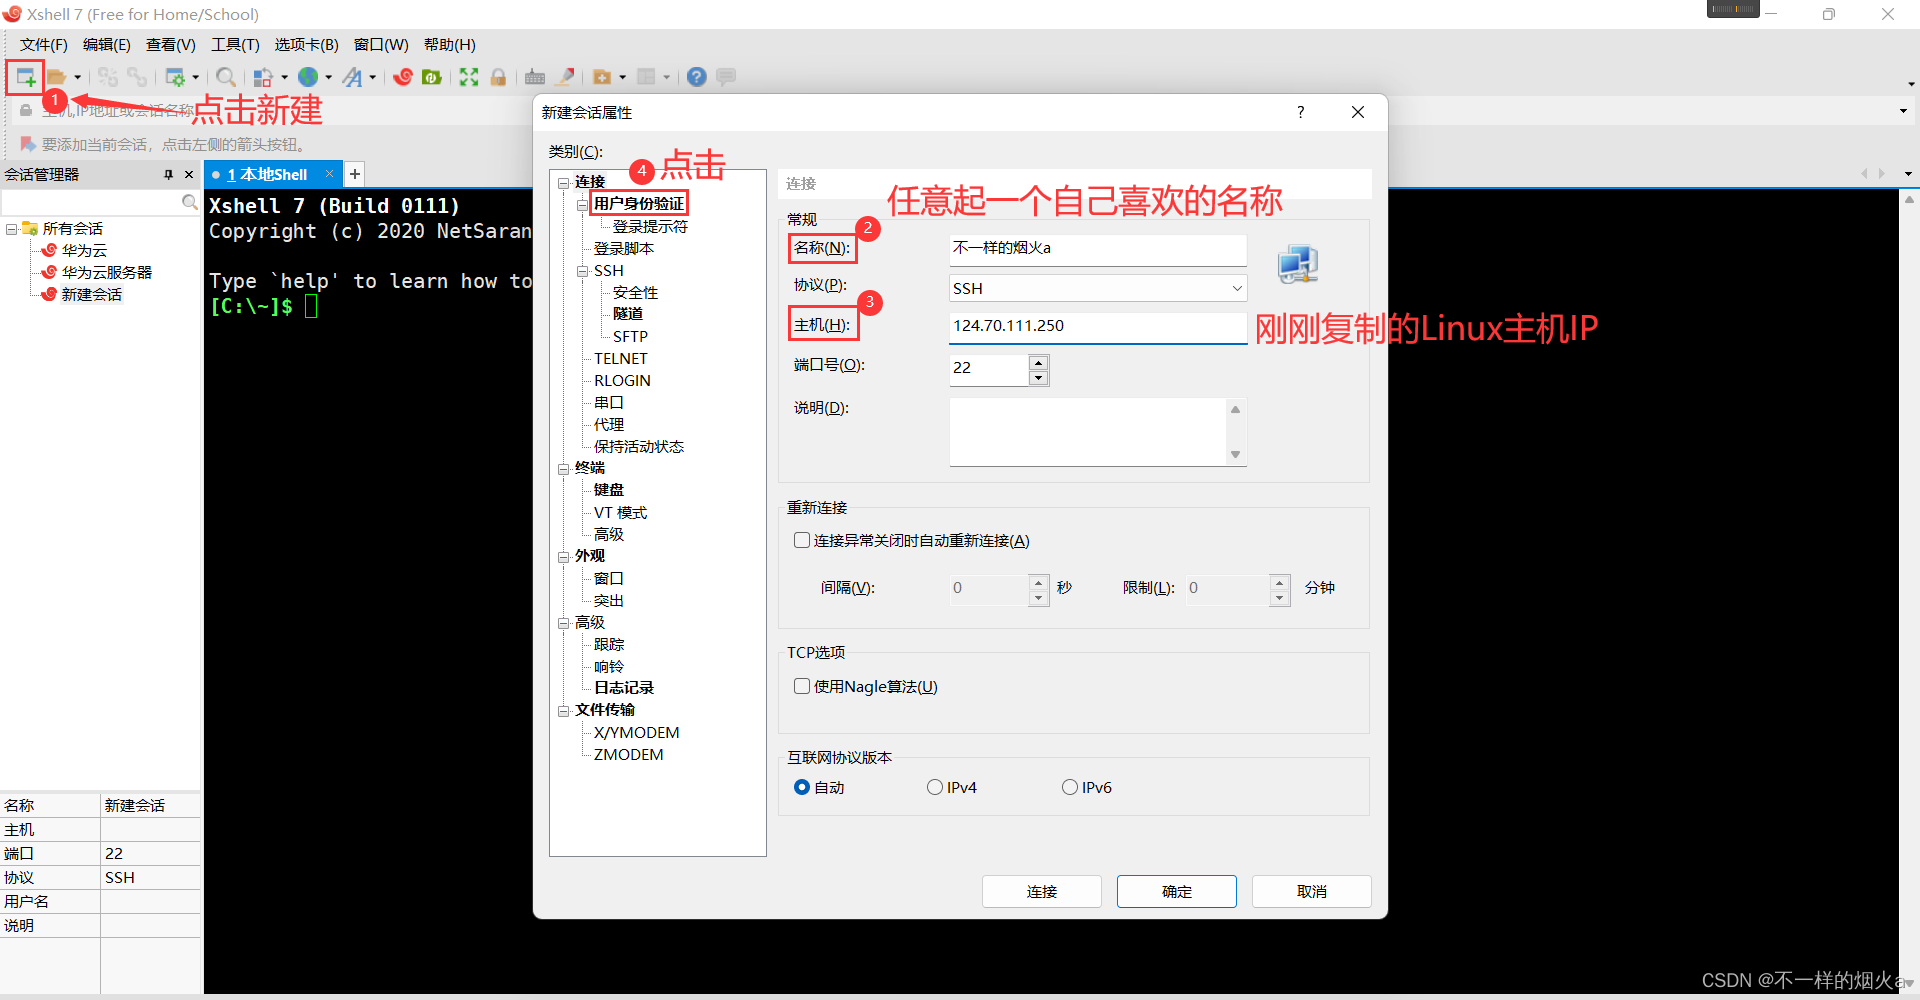 Xshell 7 (Free for Home/School)
文件(F) 编辑(E) 查看(V) 工具(T) 选项卡(B) 窗口(W) 帮助(H)
1
点击新建
主机,IP地址或会话名称
要添加当前会话，点击左侧的箭头按钮。
会话管理器
所有会话
华为云
华为云服务器
新建会话
名称 新建会话
主机
端口 22
协议 SSH
用户名
说明
1 本地Shell
Xshell 7 (Build 0111)
Copyright (c) 2020 NetSaran
Type `help' to learn how to
[C:\~]$
新建会话属性
类别(C):
4
点击
连接
用户身份验证
登录提示符
登录脚本
SSH
安全性
隧道
SFTP
TELNET
RLOGIN
串口
代理
保持活动状态
终端
键盘
VT 模式
高级
外观
窗口
突出
高级
跟踪
响铃
日志记录
文件传输
X/YMODEM
ZMODEM
连接
任意起一个自己喜欢的名称
常规
2
名称(N): 不一样的烟火a
协议(P): SSH
3
主机(H): 124.70.111.250
刚刚复制的Linux主机IP
端口号(O): 22
说明(D):
重新连接
连接异常关闭时自动重新连接(A)
间隔(V): 0 秒 限制(L): 0 分钟
TCP选项
使用Nagle算法(U)
互联网协议版本
自动 IPv4 IPv6
连接 确定 取消
CSDN @不一样的烟火a